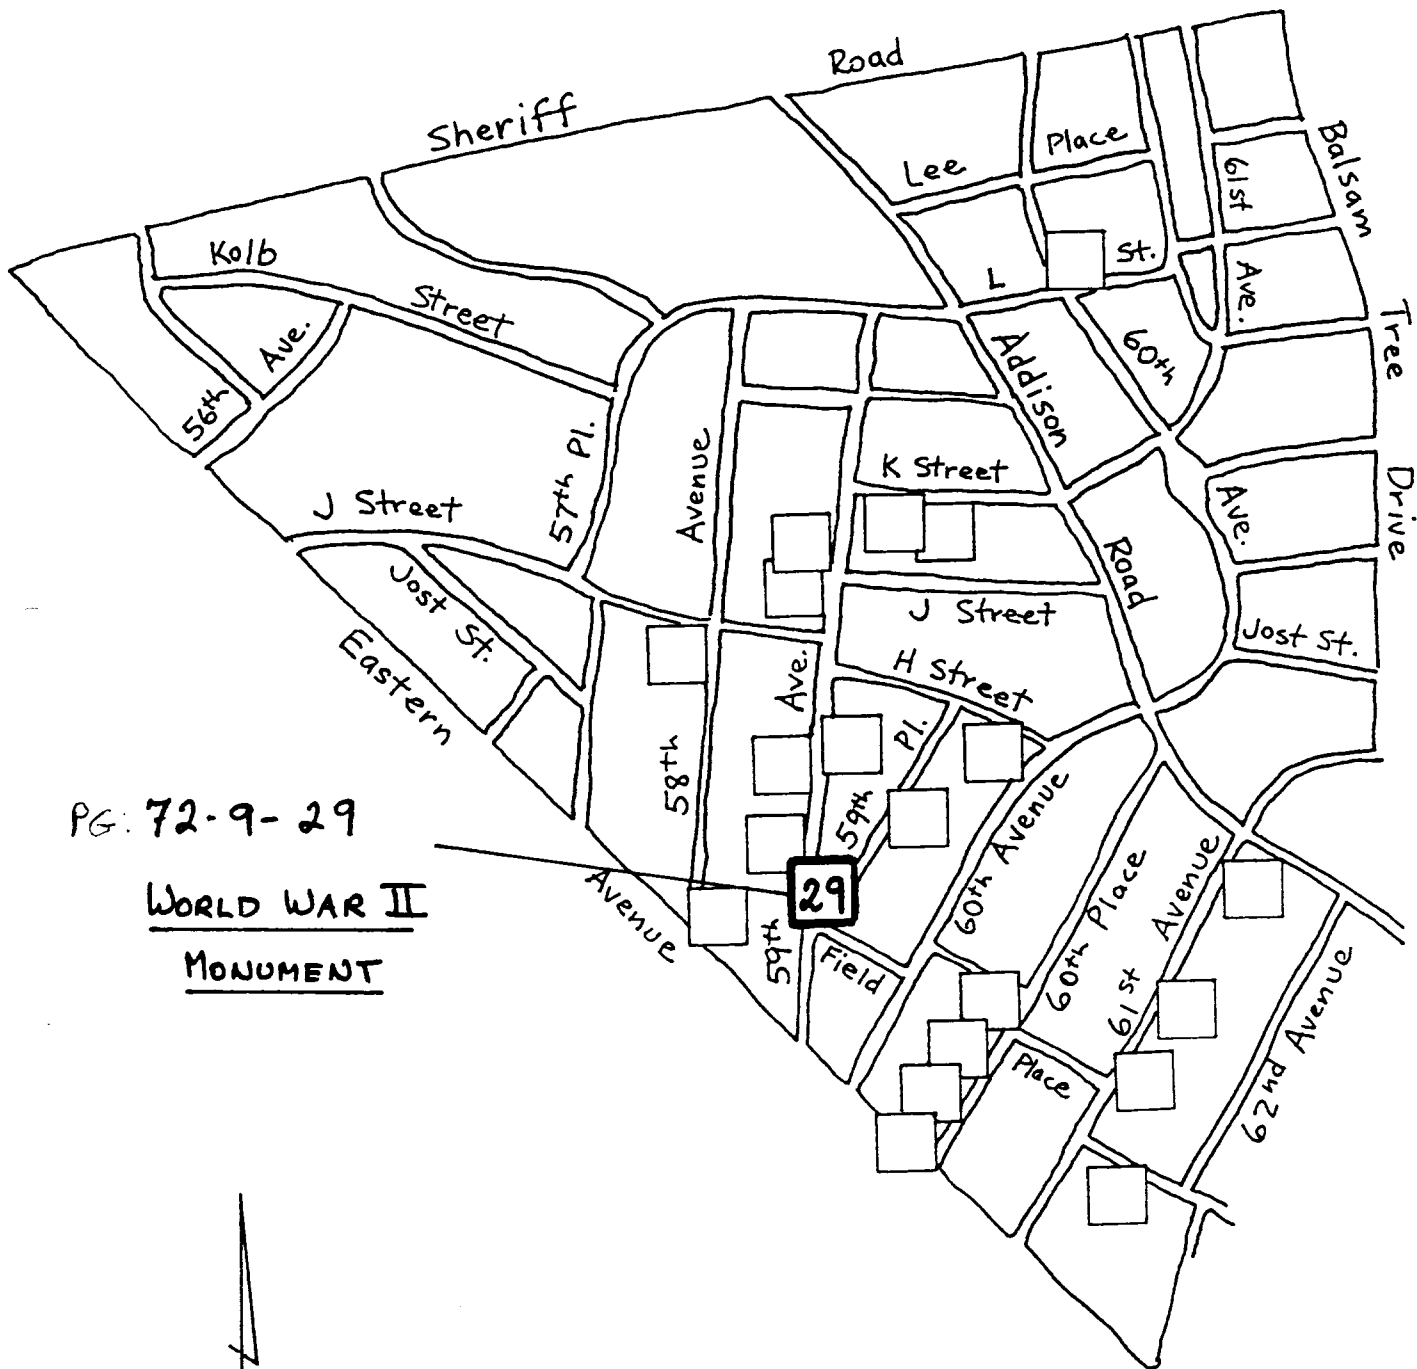 Road
Sheriff
Lee Place
Balsam Tree Drive
61st Ave.
Kolb Street
L St.
56th Ave.
60th
Addison Road
57th Pl.
Avenue
K Street
J Street
Ave.
Jost St.
J Street
Jost St.
Eastern Avenue
H Street
Ave.
59th Pl.
58th
60th Avenue
PG: 72-9-29
WORLD WAR II
MONUMENT
29
60th Place
61st Avenue
59th
Field
Place
62nd Avenue